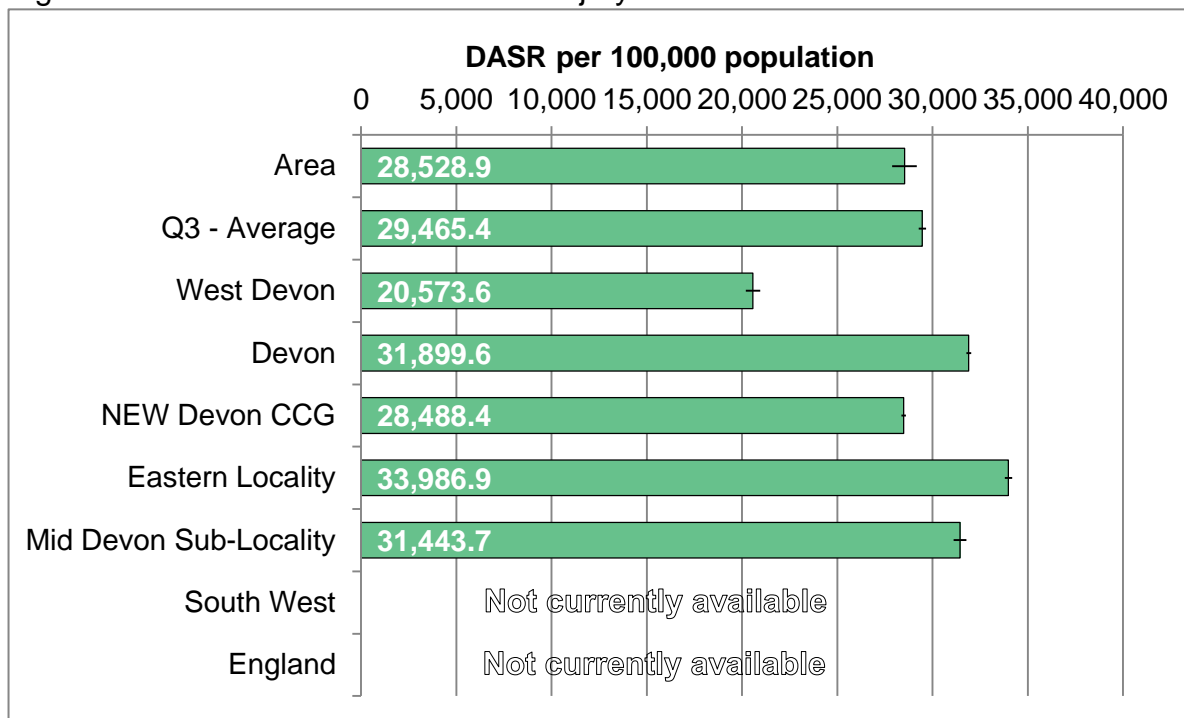 DASR per 100,000 population
0 5,000 10,000 15,000 20,000 25,000 30,000 35,000 40,000
Area 28,528.9
Q3 - Average 29,465.4
West Devon 20,573.6
Devon 31,899.6
NEW Devon CCG 28,488.4
Eastern Locality 33,986.9
Mid Devon Sub-Locality 31,443.7
South West Not currently available
England Not currently available